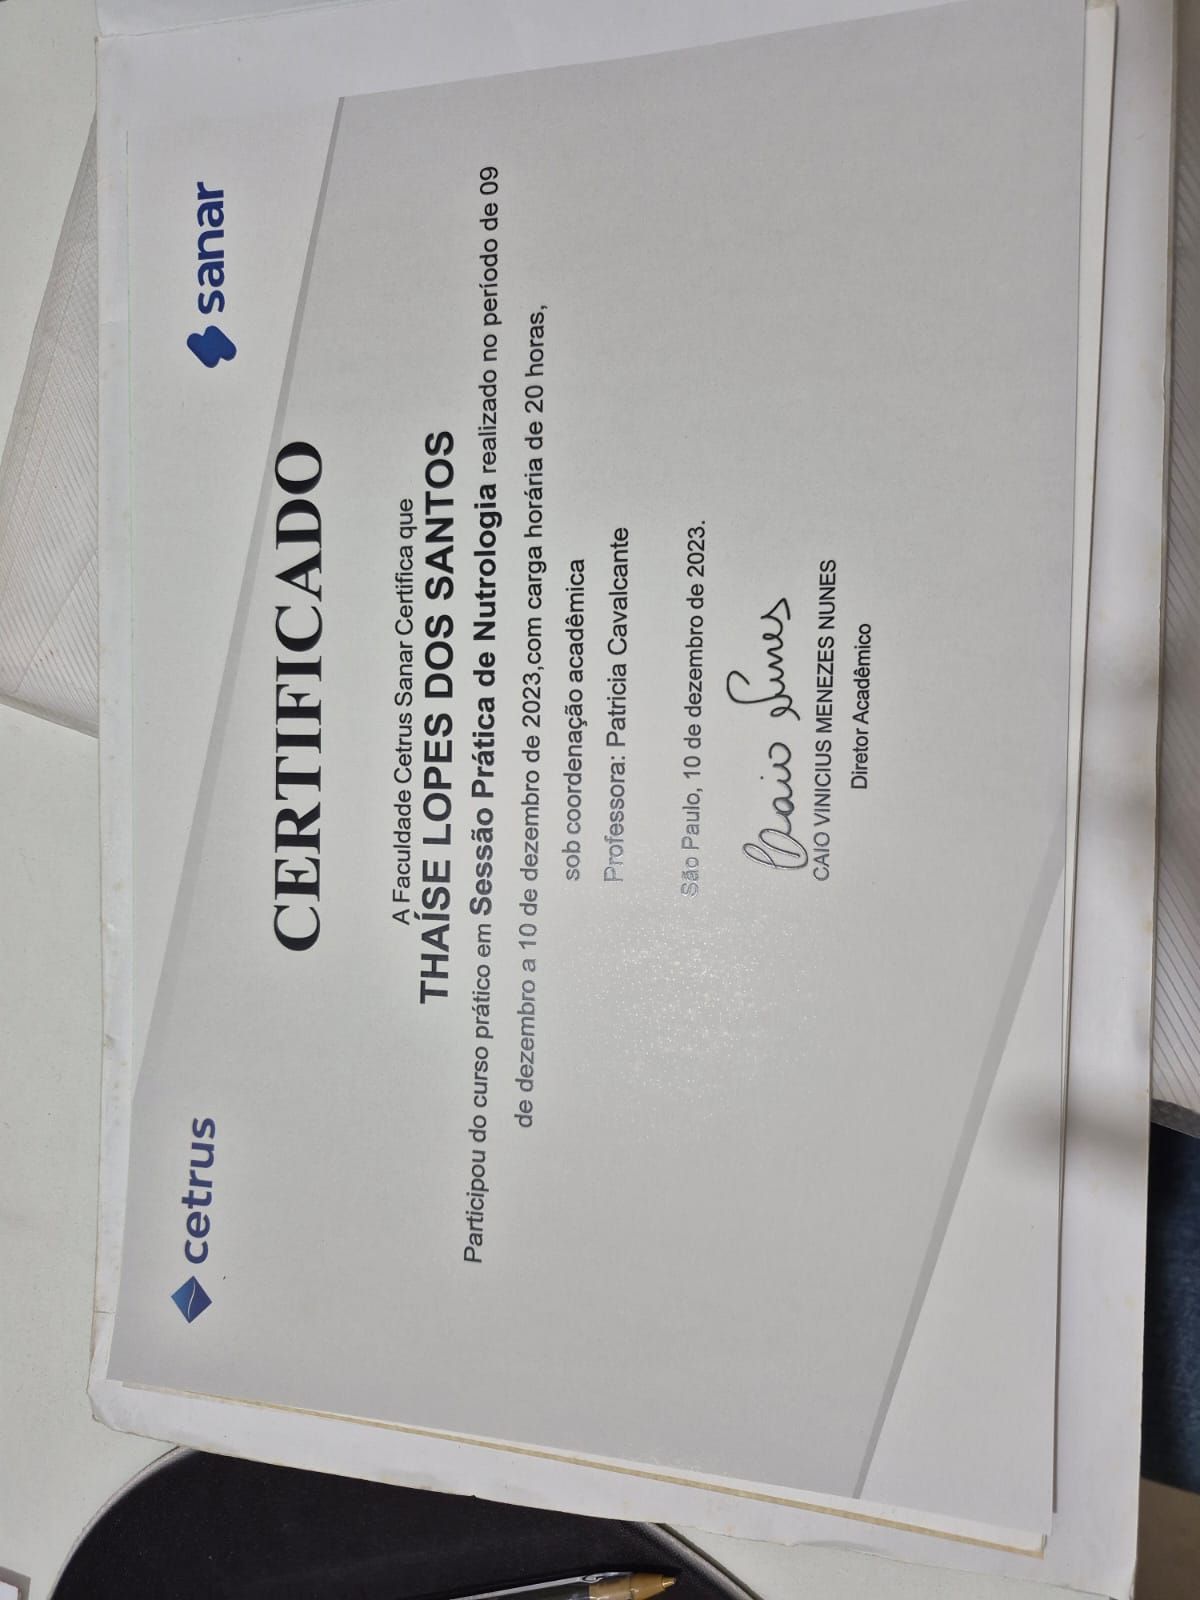 cetrus
sanar
CERTIFICADO
A Faculdade Cetrus Sanar Certifica que
THAÍSE LOPES DOS SANTOS
Participou do curso prático em Sessão Prática de Nutrologia realizado no período de 09
de dezembro a 10 de dezembro de 2023,com carga horária de 20 horas,
sob coordenação acadêmica
Professora: Patricia Cavalcante
São Paulo, 10 de dezembro de 2023.
Caio Nunes
CAIO VINICIUS MENEZES NUNES
Diretor Acadêmico